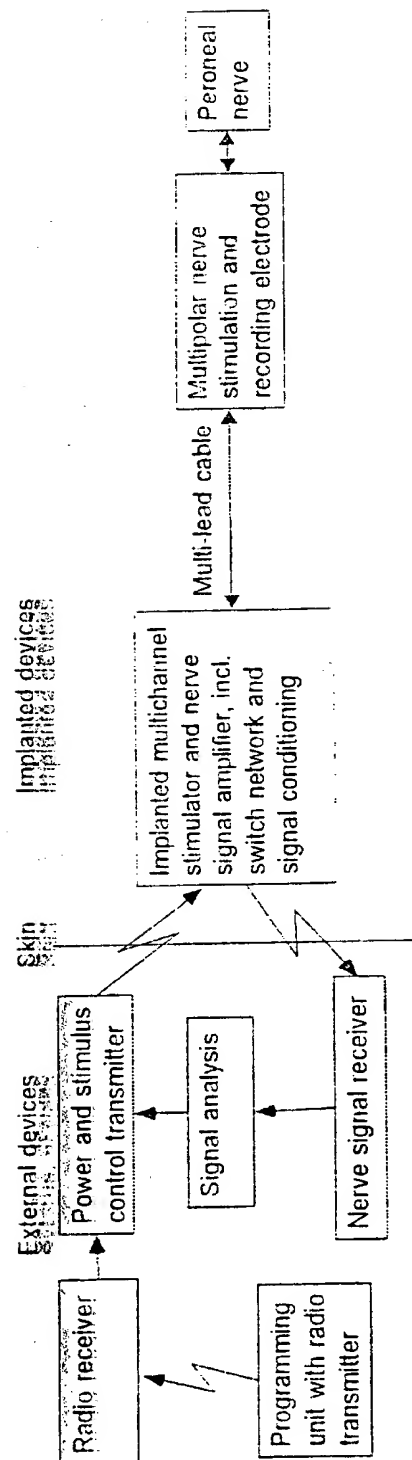 External devices
Skin
Implanted devices
Radio receiver
Power and stimulus
control transmitter
Signal analysis
Nerve signal receiver
Programming
unit with radio
transmitter
Implanted multichannel
stimulator and nerve
signal amplifier, incl.
switch network and
signal conditioning
Multi-lead cable
Multipolar nerve
stimulation and
recording electrode
Peroneal
nerve